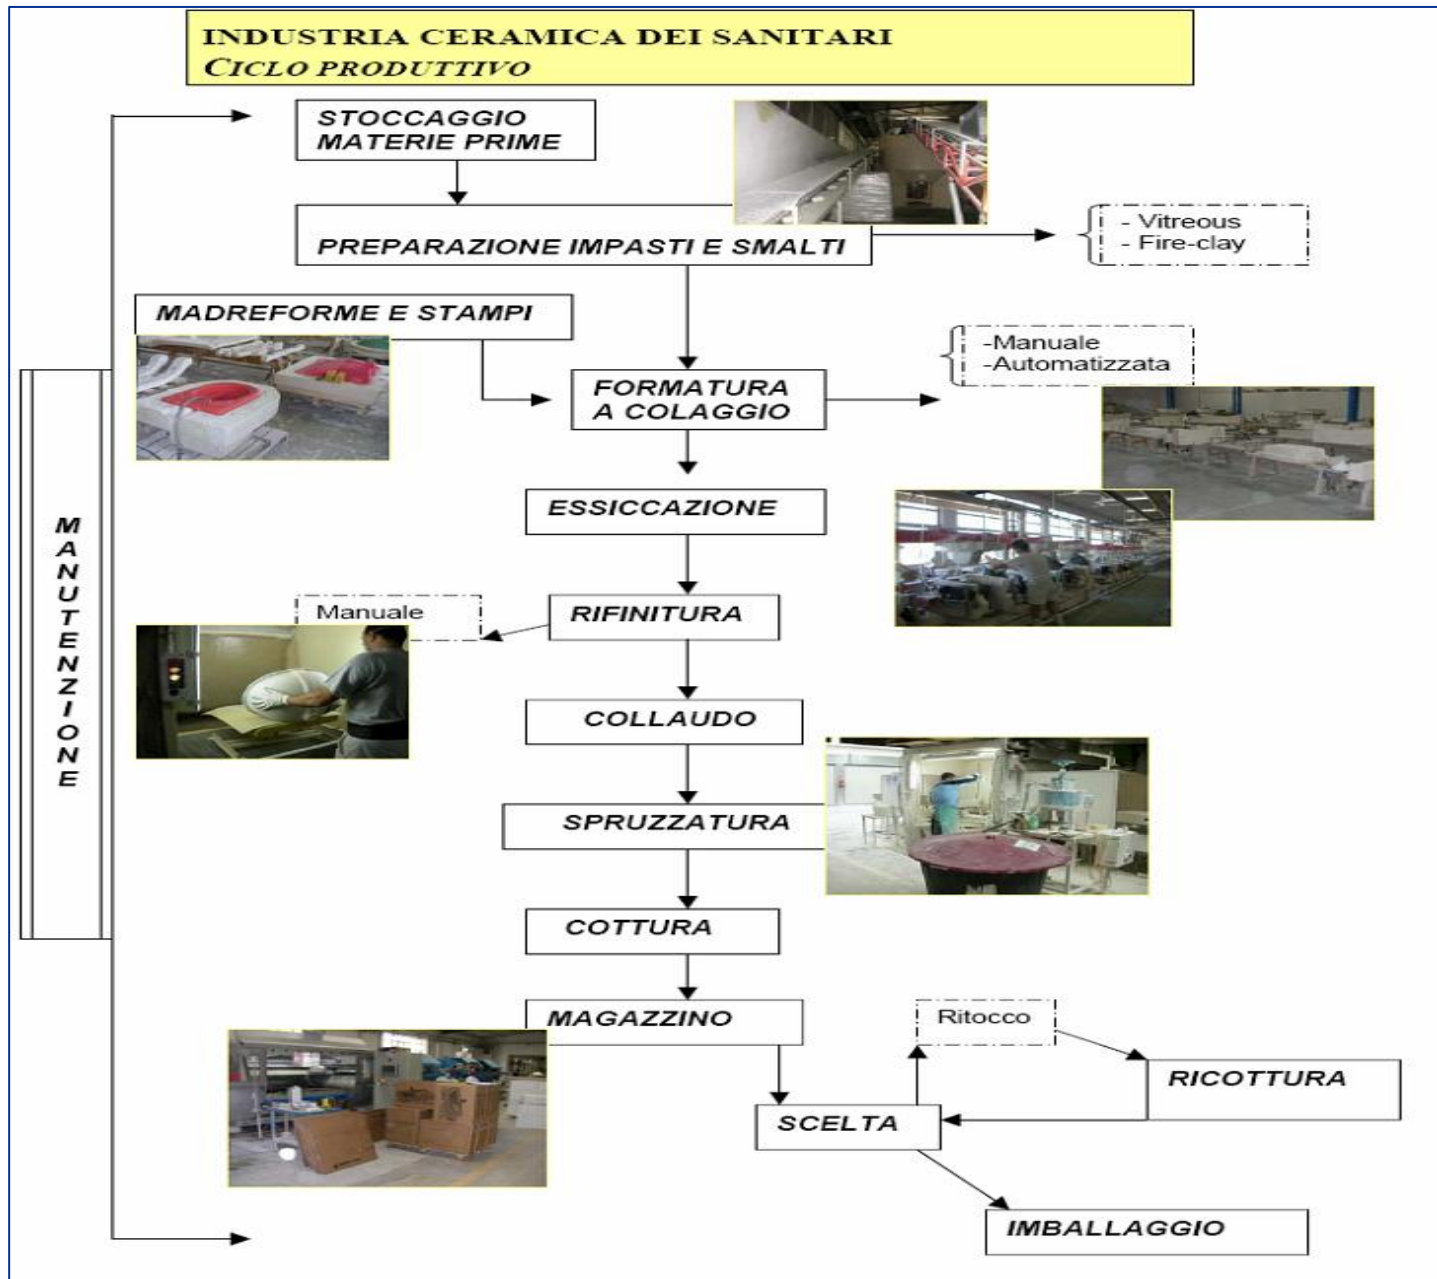 INDUSTRIA CERAMICA DEI SANITARI
CICLO PRODUTTIVO
STOCCAGGIO
MATERIE PRIME
PREPARAZIONE IMPASTI E SMALTI
- Vitreous
- Fire-clay
MADREFORME E STAMPI
-Manuale
-Automatizzata
FORMATURA
A COLAGGIO
ESSICCAZIONE
MANUTENZIONE
Manuale
RIFINITURA
COLLAUDO
SPRUZZATURA
COTTURA
MAGAZZINO
Ritocco
RICOTTURA
SCELTA
IMBALLAGGIO